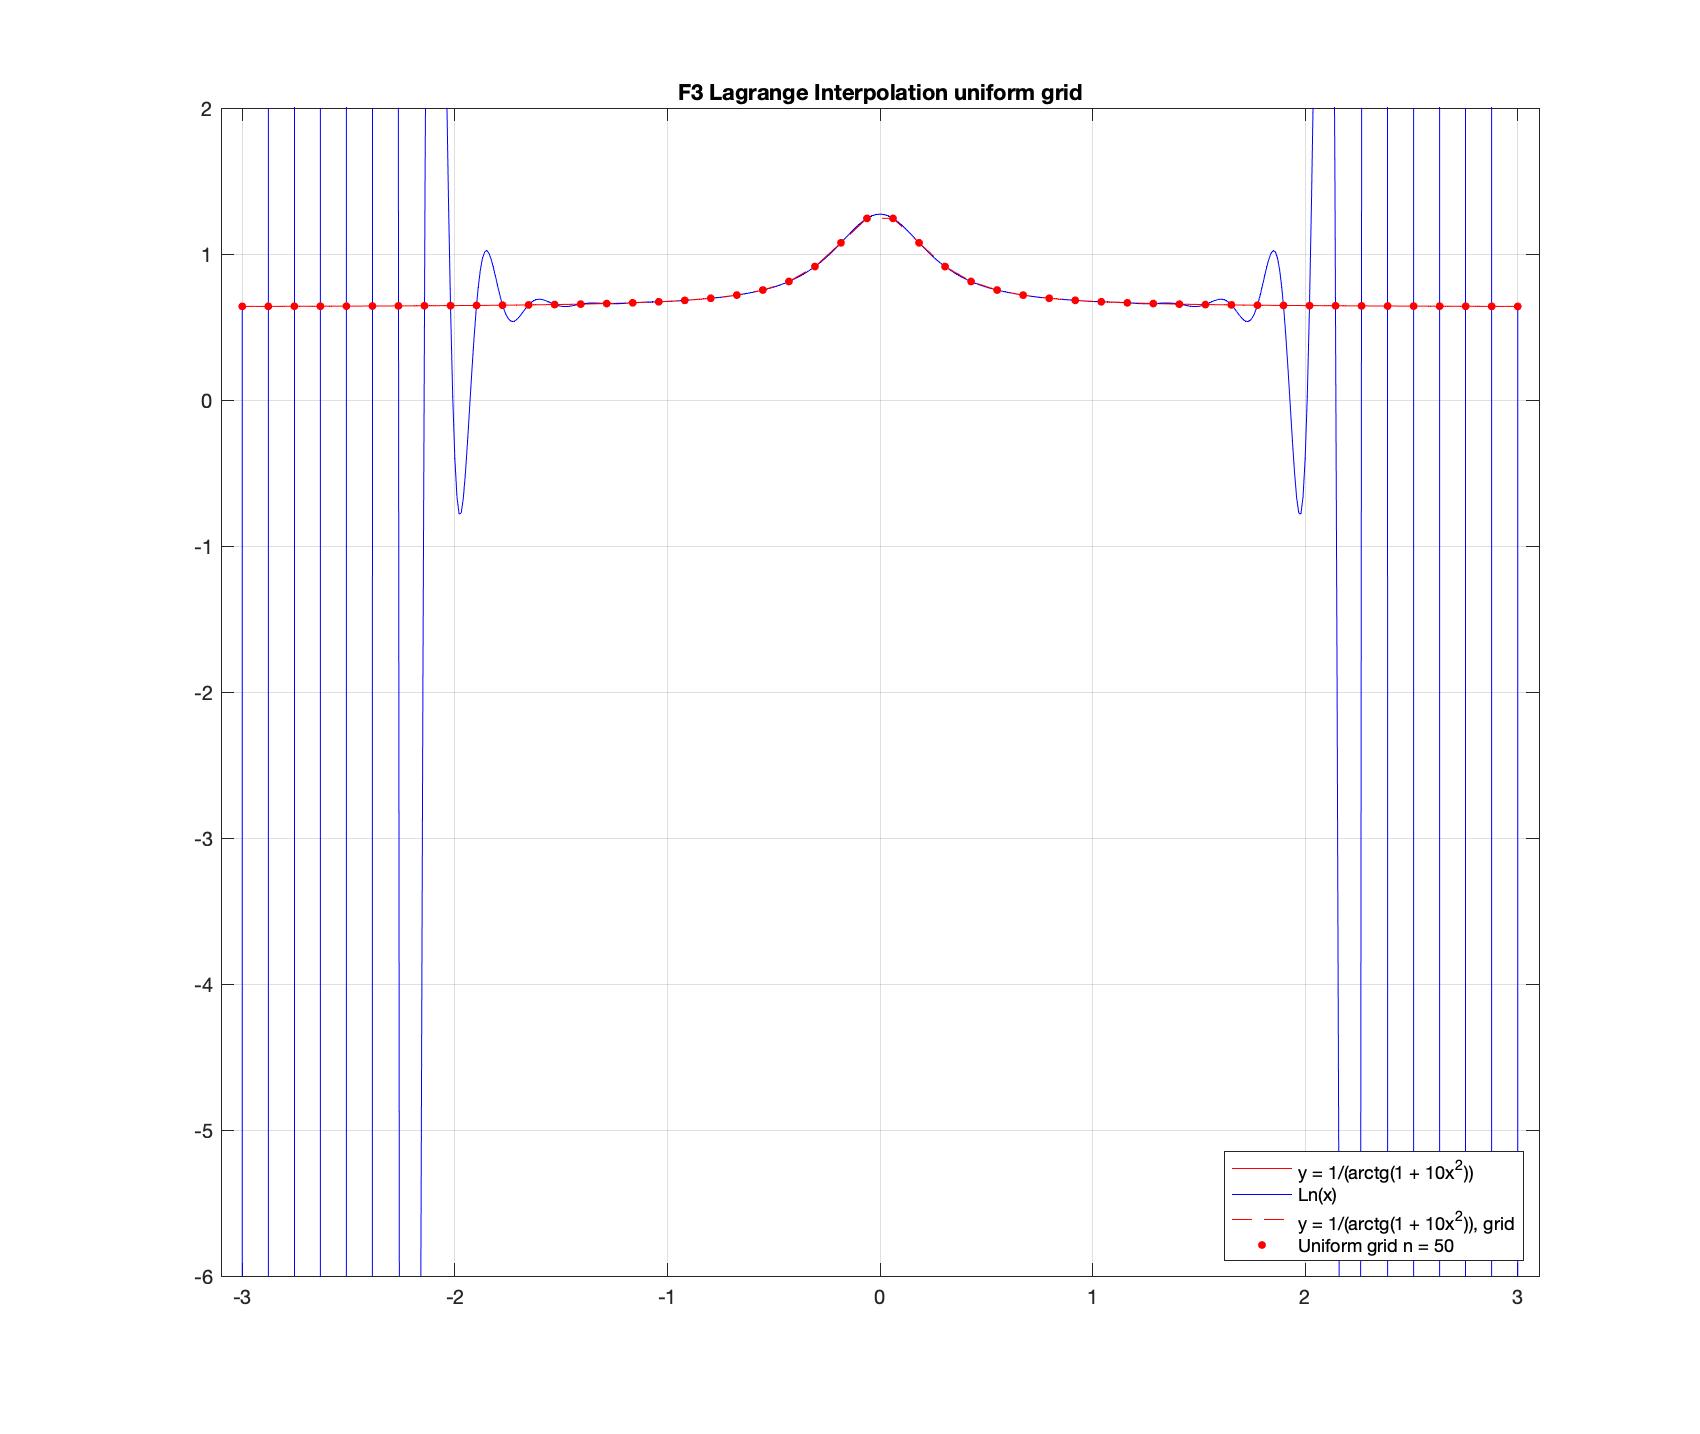 F3 Lagrange Interpolation uniform grid
2
1
0
-1
-2
-3
-4
-5
-6
-3 -2 -1 0 1 2 3
y = 1/(arctg(1 + 10x²))
Ln(x)
y = 1/(arctg(1 + 10x²)), grid
Uniform grid n = 50